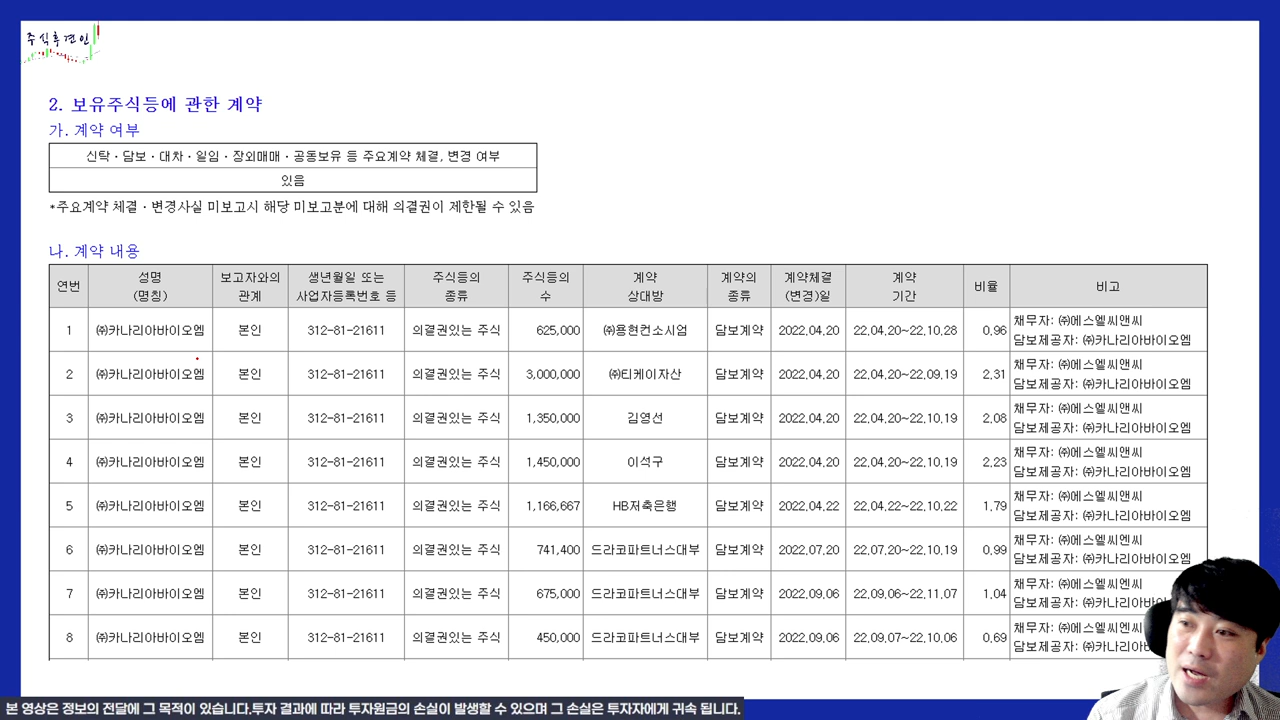 주식후견인
2. 보유주식등에 관한 계약
가. 계약 여부
신탁·담보·대차·일임·장외매매·공동보유 등 주요계약 체결, 변경 여부
있음
*주요계약 체결·변경사실 미보고시 해당 미보고분에 대해 의결권이 제한될 수 있음
나. 계약 내용
연번 성명 (명칭) 보고자와의 관계 생년월일 또는 사업자등록번호 등 주식등의 종류 주식등의 수 계약 상대방 계약의 종류 계약체결 (변경)일 계약 기간 비율 비고
1 ㈜카나리아바이오엠 본인 312-81-21611 의결권있는 주식 625,000 ㈜용현컨소시업 담보계약 2022.04.20 22.04.20~22.10.28 0.96 채무자: ㈜에스엘씨앤씨 담보제공자: ㈜카나리아바이오엠
2 ㈜카나리아바이오엠 본인 312-81-21611 의결권있는 주식 3,000,000 ㈜티케이자산 담보계약 2022.04.20 22.04.20~22.09.19 2.31 채무자: ㈜에스엘씨앤씨 담보제공자: ㈜카나리아바이오엠
3 ㈜카나리아바이오엠 본인 312-81-21611 의결권있는 주식 1,350,000 김영선 담보계약 2022.04.20 22.04.20~22.10.19 2.08 채무자: ㈜에스엘씨앤씨 담보제공자: ㈜카나리아바이오엠
4 ㈜카나리아바이오엠 본인 312-81-21611 의결권있는 주식 1,450,000 이석구 담보계약 2022.04.20 22.04.20~22.10.19 2.23 채무자: ㈜에스엘씨앤씨 담보제공자: ㈜카나리아바이오엠
5 ㈜카나리아바이오엠 본인 312-81-21611 의결권있는 주식 1,166,667 HB저축은행 담보계약 2022.04.22 22.04.22~22.10.22 1.79 채무자: ㈜에스엘씨앤씨 담보제공자: ㈜카나리아바이오엠
6 ㈜카나리아바이오엠 본인 312-81-21611 의결권있는 주식 741,400 드라코파트너스대부 담보계약 2022.07.20 22.07.20~22.10.19 0.99 채무자: ㈜에스엘씨엔씨 담보제공자: ㈜카나리아바이오엠
7 ㈜카나리아바이오엠 본인 312-81-21611 의결권있는 주식 675,000 드라코파트너스대부 담보계약 2022.09.06 22.09.06~22.11.07 1.04 채무자: ㈜에스엘씨엔씨 담보제공자: ㈜카나리아바
8 ㈜카나리아바이오엠 본인 312-81-21611 의결권있는 주식 450,000 드라코파트너스대부 담보계약 2022.09.06 22.09.07~22.10.06 0.69 채무자: ㈜에스엘씨엔씨 담보제공자: ㈜카나리아바
본 영상은 정보의 전달에 그 목적이 있습니다.투자 결과에 따라 투자원금의 손실이 발생할 수 있으며 그 손실은 투자자에게 귀속 됩니다.